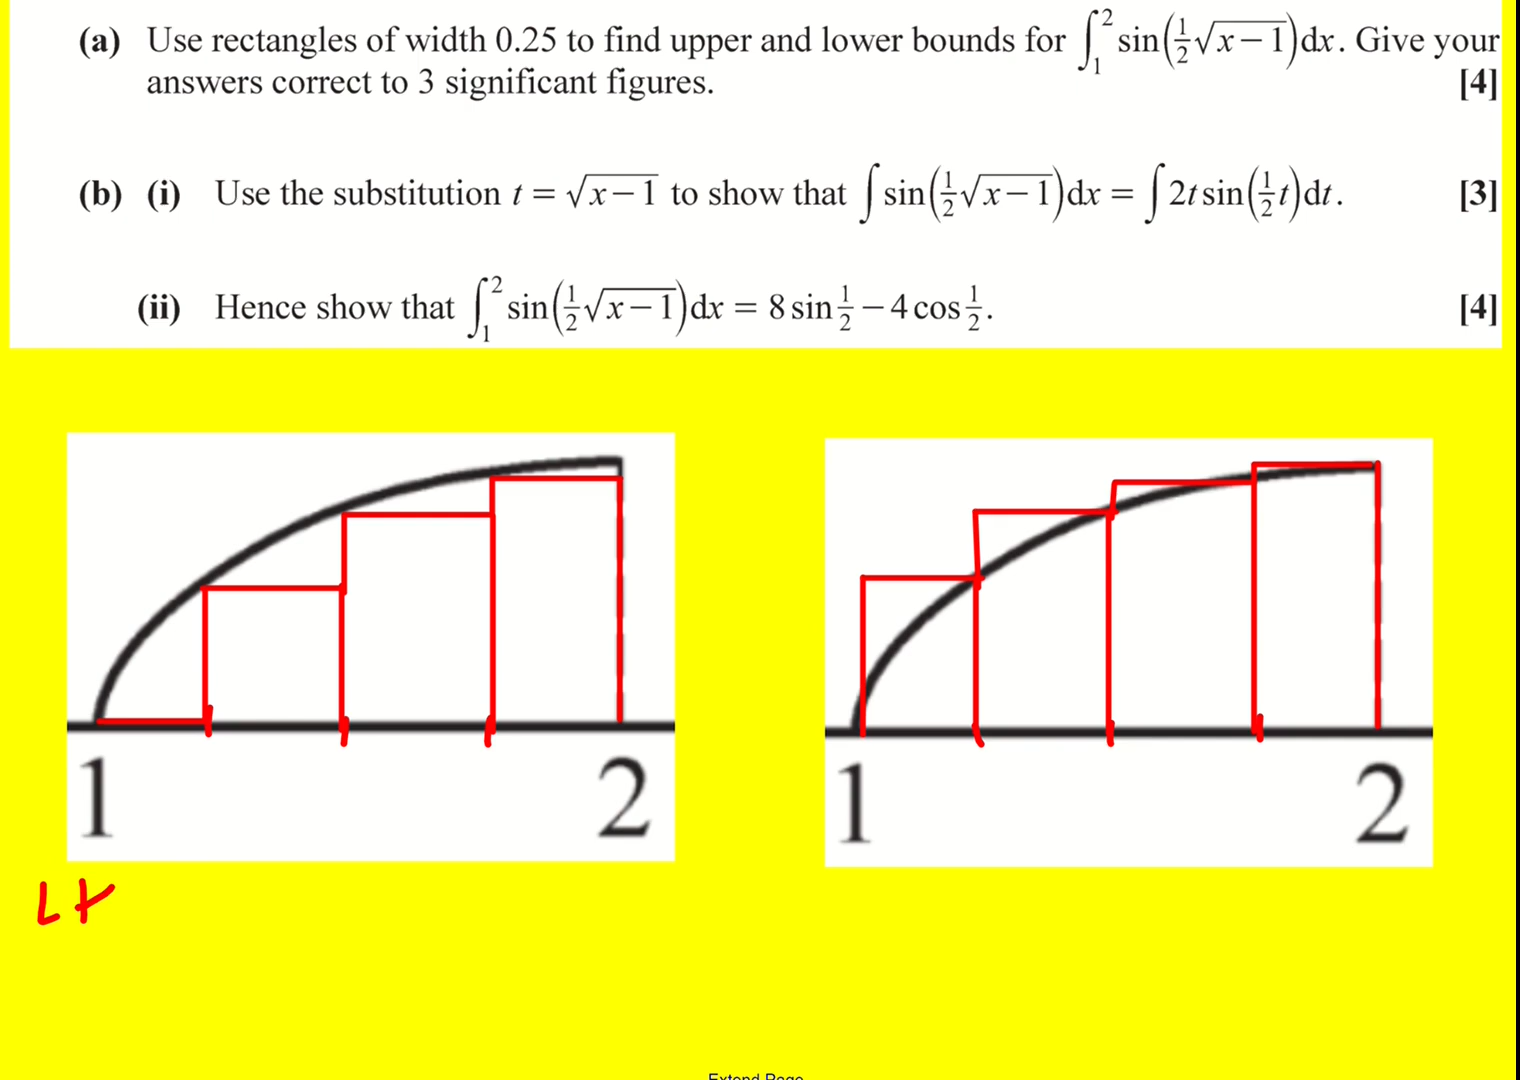 (a) Use rectangles of width 0.25 to find upper and lower bounds for ∫₁² sin(½√(x−1))dx. Give your
answers correct to 3 significant figures. [4]
(b) (i) Use the substitution t = √(x−1) to show that ∫ sin(½√(x−1))dx = ∫ 2t sin(½t)dt. [3]
(ii) Hence show that ∫₁² sin(½√(x−1))dx = 8 sin ½ − 4 cos ½. [4]
1 2
1 2